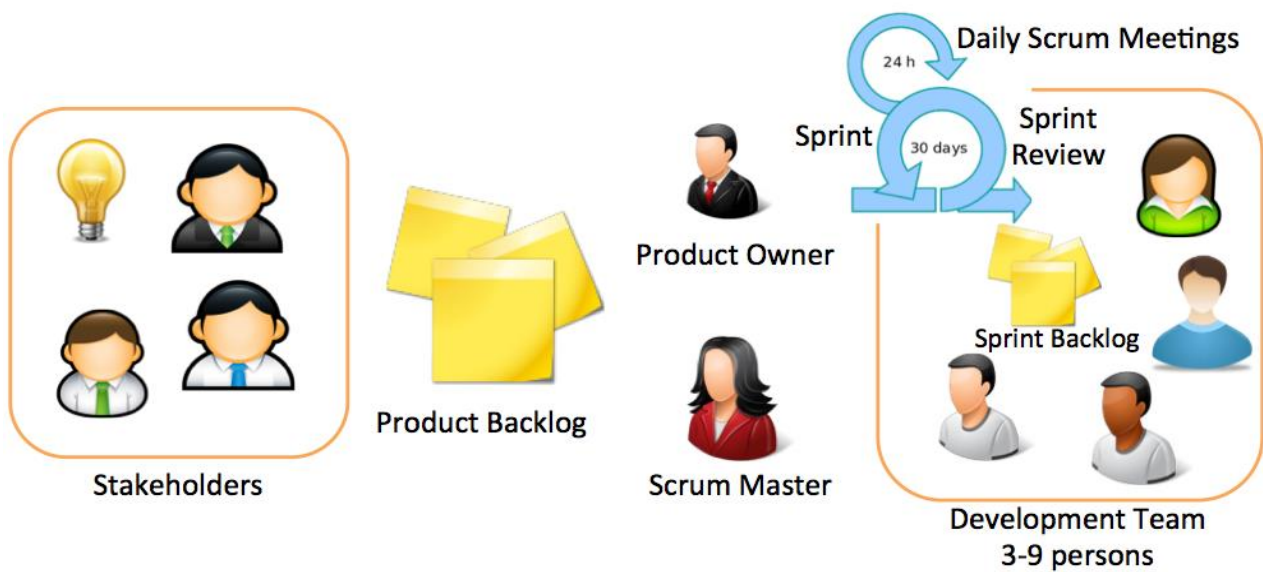 Daily Scrum Meetings
24 h
Sprint
30 days
Sprint
Review
Product Owner
Sprint Backlog
Product Backlog
Stakeholders
Scrum Master
Development Team
3-9 persons